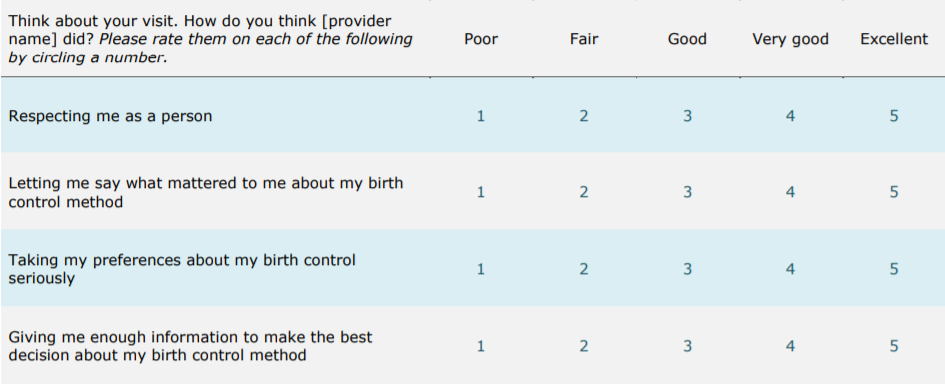 Think about your visit. How do you think [provider
name] did? Please rate them on each of the following
by circling a number.
Poor Fair Good Very good Excellent
Respecting me as a person 1 2 3 4 5
Letting me say what mattered to me about my birth
control method 1 2 3 4 5
Taking my preferences about my birth control
seriously 1 2 3 4 5
Giving me enough information to make the best
decision about my birth control method 1 2 3 4 5